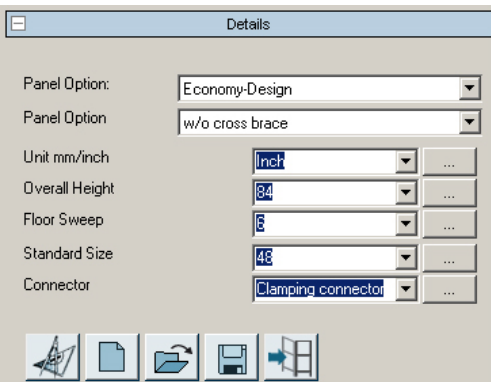 Details
Panel Option: Economy-Design
Panel Option w/o cross brace
Unit mm/inch Inch ...
Overall Height 84 ...
Floor Sweep 6 ...
Standard Size 48 ...
Connector Clamping connector ...